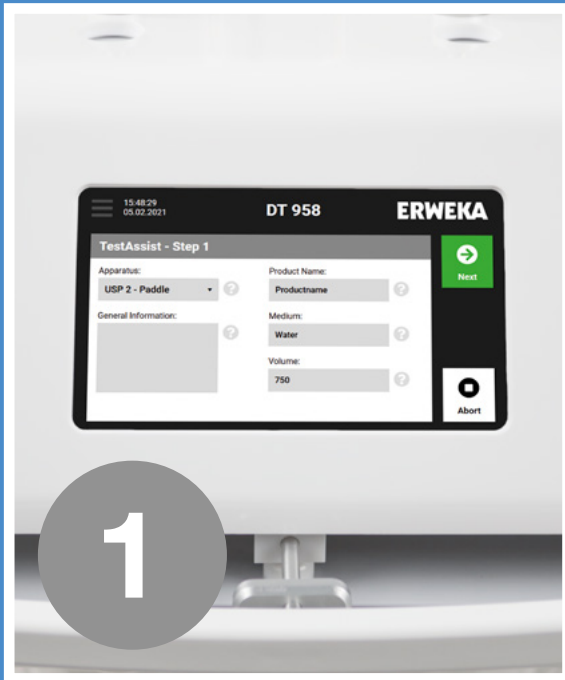 15:48:29
05.02.2021
DT 958
ERWEKA
TestAssist - Step 1
Next
Apparatus:
USP 2 - Paddle
?
General Information:
?
Product Name:
Productname
?
Medium:
Water
?
Volume:
750
?
Abort
1